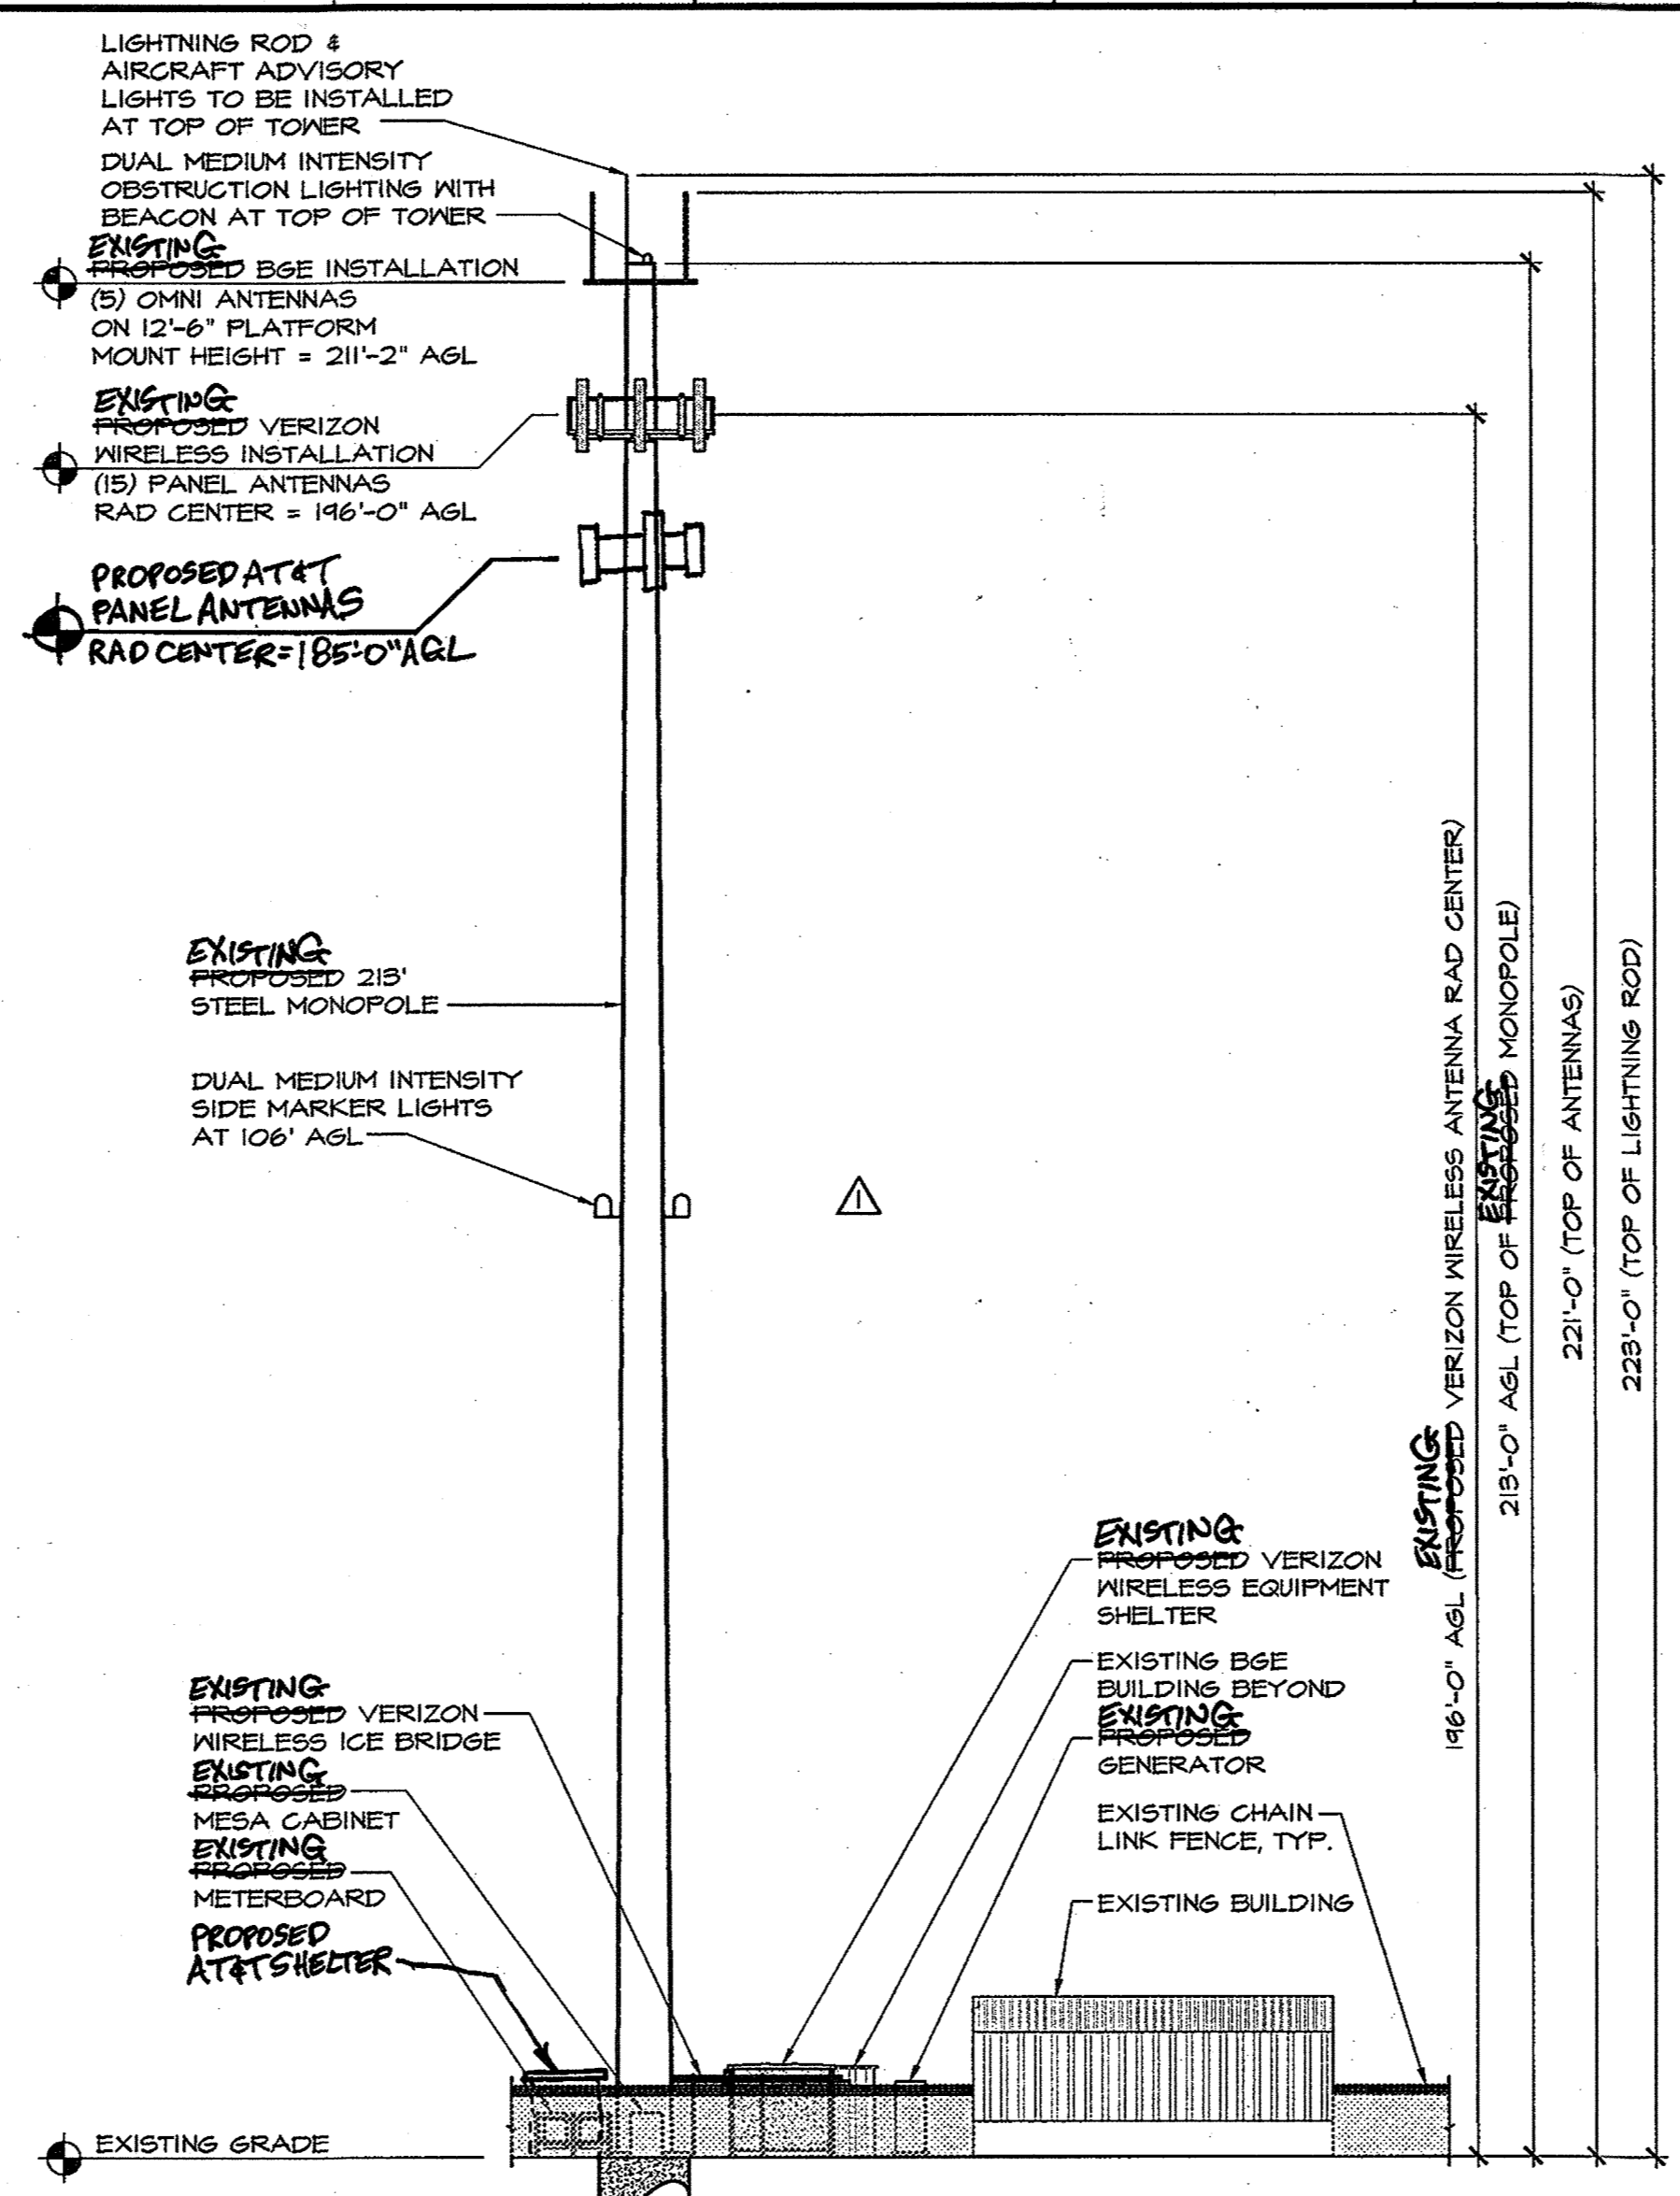 LIGHTNING ROD &
AIRCRAFT ADVISORY
LIGHTS TO BE INSTALLED
AT TOP OF TOWER
DUAL MEDIUM INTENSITY
OBSTRUCTION LIGHTING WITH
BEACON AT TOP OF TOWER
EXISTING
PROPOSED BGE INSTALLATION
(5) OMNI ANTENNAS
ON 12'-6" PLATFORM
MOUNT HEIGHT = 211'-2" AGL
EXISTING
PROPOSED VERIZON
WIRELESS INSTALLATION
(15) PANEL ANTENNAS
RAD CENTER = 196'-0" AGL
PROPOSED AT&T
PANEL ANTENNAS
RAD CENTER=185'-0" AGL
EXISTING
PROPOSED 213'
STEEL MONOPOLE
DUAL MEDIUM INTENSITY
SIDE MARKER LIGHTS
AT 106' AGL
1
EXISTING
PROPOSED VERIZON
WIRELESS ICE BRIDGE
EXISTING
PROPOSED
MESA CABINET
EXISTING
PROPOSED
METERBOARD
PROPOSED
AT&T SHELTER
EXISTING GRADE
EXISTING
PROPOSED VERIZON
WIRELESS EQUIPMENT
SHELTER
EXISTING BGE
BUILDING BEYOND
EXISTING
PROPOSED
GENERATOR
EXISTING CHAIN
LINK FENCE, TYP.
EXISTING BUILDING
EXISTING
196'-0" AGL (PROPOSED VERIZON WIRELESS ANTENNA RAD CENTER)
EXISTING
213'-0" AGL (TOP OF PROPOSED MONOPOLE)
221'-0" (TOP OF ANTENNAS)
223'-0" (TOP OF LIGHTNING ROD)